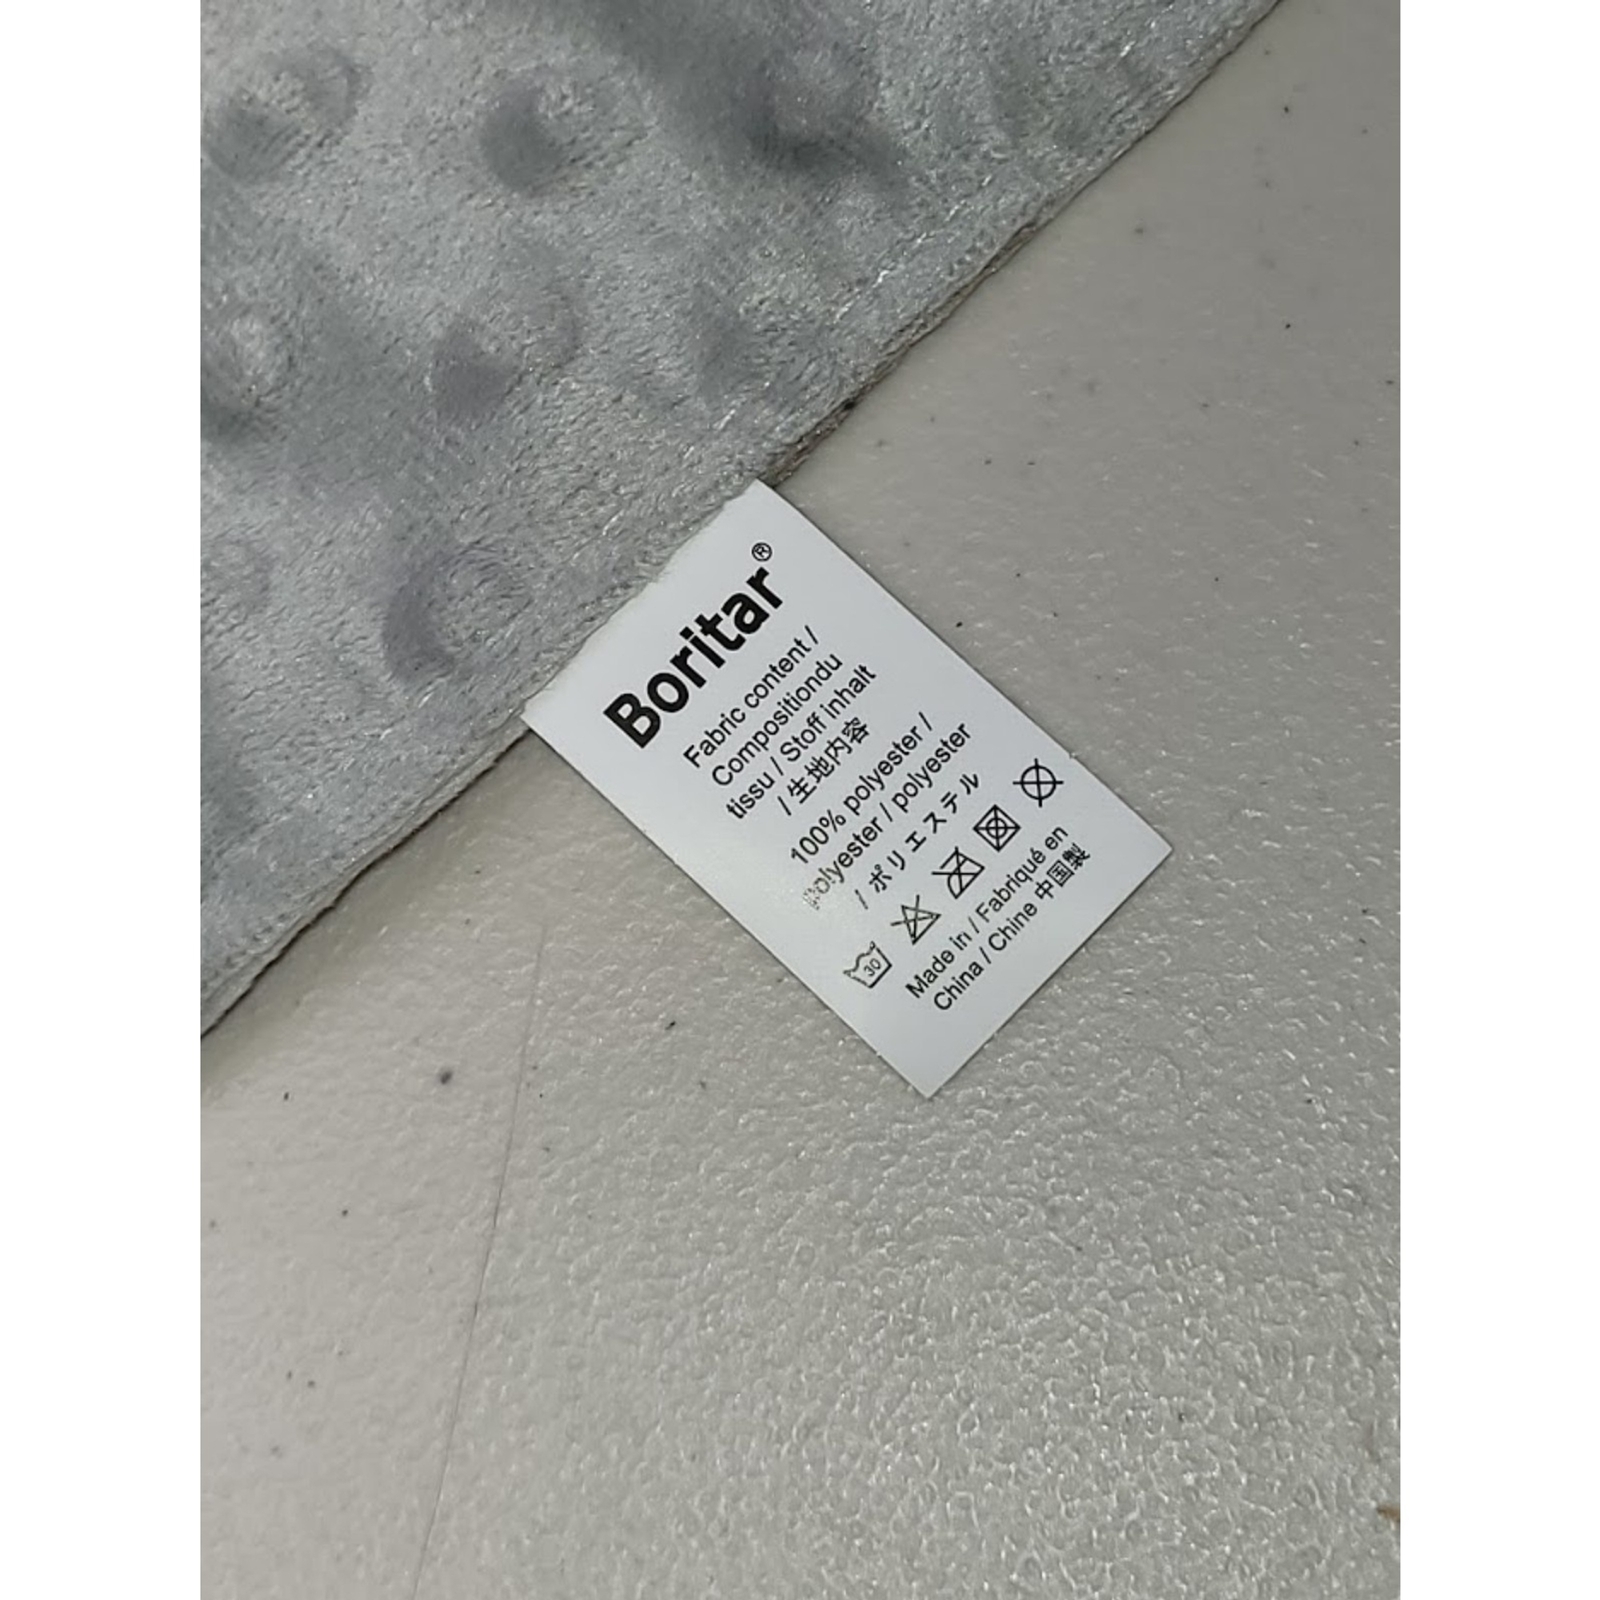 Boritar®
Fabric content /
Compositiondu
tissu / Stoff inhalt
/ 生地内容
100% polyester /
polyester / polyester
/ ポリエステル
30
Made in / Fabriqué en
China / Chine 中国製